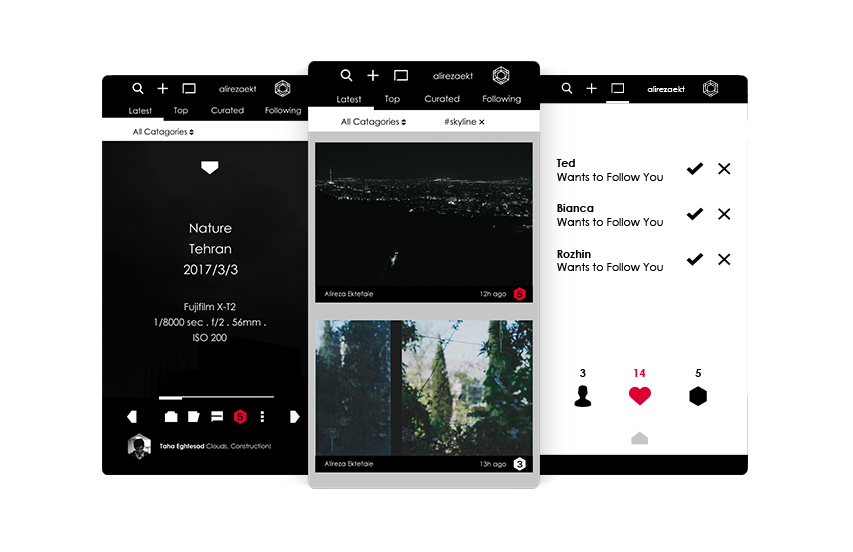 alirezaekt
Latest Top Curated Following
All Catagories
Nature
Tehran
2017/3/3
Fujifilm X-T2
1/8000 sec . f/2 . 56mm .
ISO 200
5
Taha Eghtesad Clouds, Construction!
alirezaekt
Latest Top Curated Following
All Catagories #skyline
Alireza Ektefaie 12h ago 5
Alireza Ektefaie 13h ago 3
alirezaekt
Ted
Wants to Follow You
Bianca
Wants to Follow You
Rozhin
Wants to Follow You
3 14 5